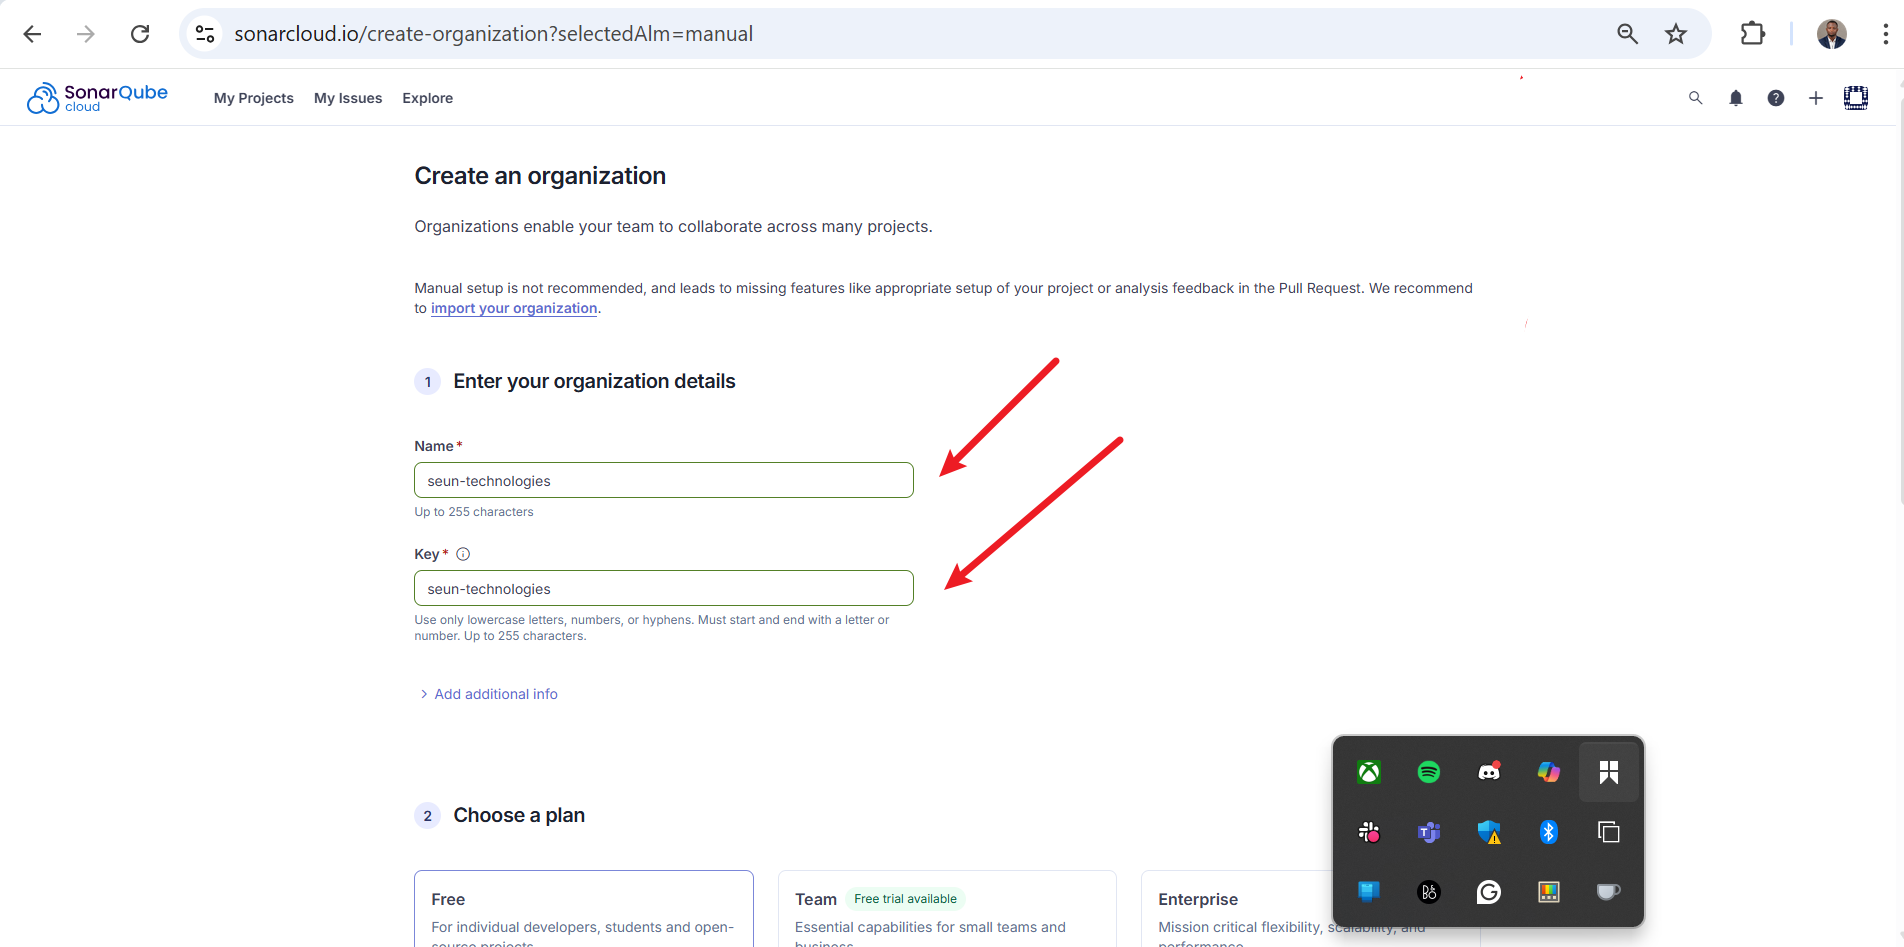 sonarcloud.io/create-organization?selectedAlm=manual
SonarQube
cloud
My Projects
My Issues
Explore
Create an organization
Organizations enable your team to collaborate across many projects.
Manual setup is not recommended, and leads to missing features like appropriate setup of your project or analysis feedback in the Pull Request. We recommend
to import your organization.
1
Enter your organization details
Name *
seun-technologies
Up to 255 characters
Key *
seun-technologies
Use only lowercase letters, numbers, or hyphens. Must start and end with a letter or
number. Up to 255 characters.
Add additional info
2
Choose a plan
Free
For individual developers, students and open-
source projects
Team
Free trial available
Essential capabilities for small teams and
business
Enterprise
Mission critical flexibility, scalability, and
performance